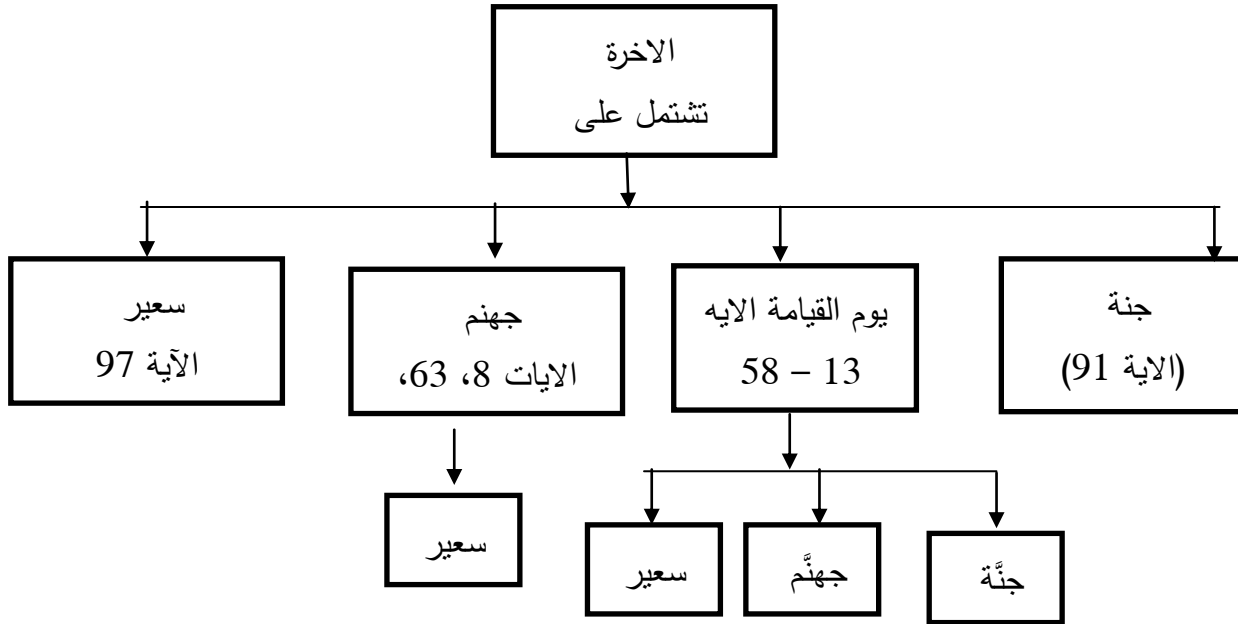 الاخرة
تشتمل على
جنة
(الاية 91)
يوم القيامة الايه
13 – 58
جهنم
الايات 8، 63،
سعير
الآية 97
جنَّة
جهنَّم
سعير
سعير